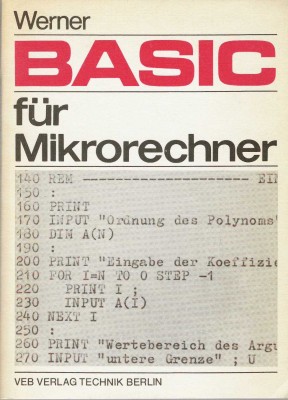 Werner
BASIC
für
Mikrorechner
140 REM -------------------- EIN
150 :
160 PRINT
170 INPUT "Ordnung des Polynoms"
180 DIM A(N)
190 :
200 PRINT "Eingabe der Koeffizie
210 FOR I=N TO 0 STEP -1
220 PRINT I ;
230 INPUT A(I)
240 NEXT I
250 :
260 PRINT "Wertebereich des Argu
270 INPUT "untere Grenze" ; U
VEB VERLAG TECHNIK BERLIN